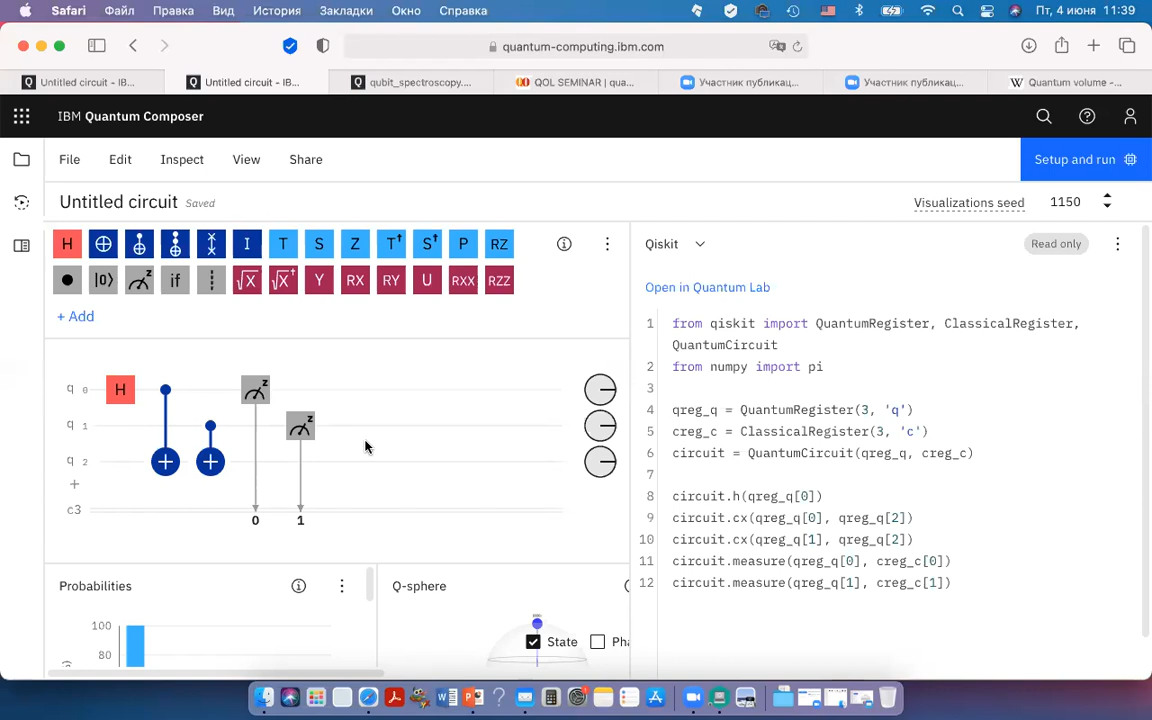 Safari Файл Правка Вид История Закладки Окно Справка Пт, 4 июня 11:39
quantum-computing.ibm.com
Untitled circuit - IB... Untitled circuit - IB... qubit_spectroscopy.... QOL SEMINAR | qua... Участник публикац... Участник публикац... Quantum volume -...
IBM Quantum Composer
File Edit Inspect View Share Setup and run
Untitled circuit Saved Visualizations seed 1150
H I T S Z T† S† P RZ
|0⟩ z if √X √X† Y RX RY U RXX RZZ
+ Add
q 0 H z
q 1 z
q 2
+
c3
0 1
Probabilities
100
80
Q-sphere
State Pha
Qiskit Read only
Open in Quantum Lab
1 from qiskit import QuantumRegister, ClassicalRegister,
QuantumCircuit
2 from numpy import pi
3
4 qreg_q = QuantumRegister(3, 'q')
5 creg_c = ClassicalRegister(3, 'c')
6 circuit = QuantumCircuit(qreg_q, creg_c)
7
8 circuit.h(qreg_q[0])
9 circuit.cx(qreg_q[0], qreg_q[2])
10 circuit.cx(qreg_q[1], qreg_q[2])
11 circuit.measure(qreg_q[0], creg_c[0])
12 circuit.measure(qreg_q[1], creg_c[1])